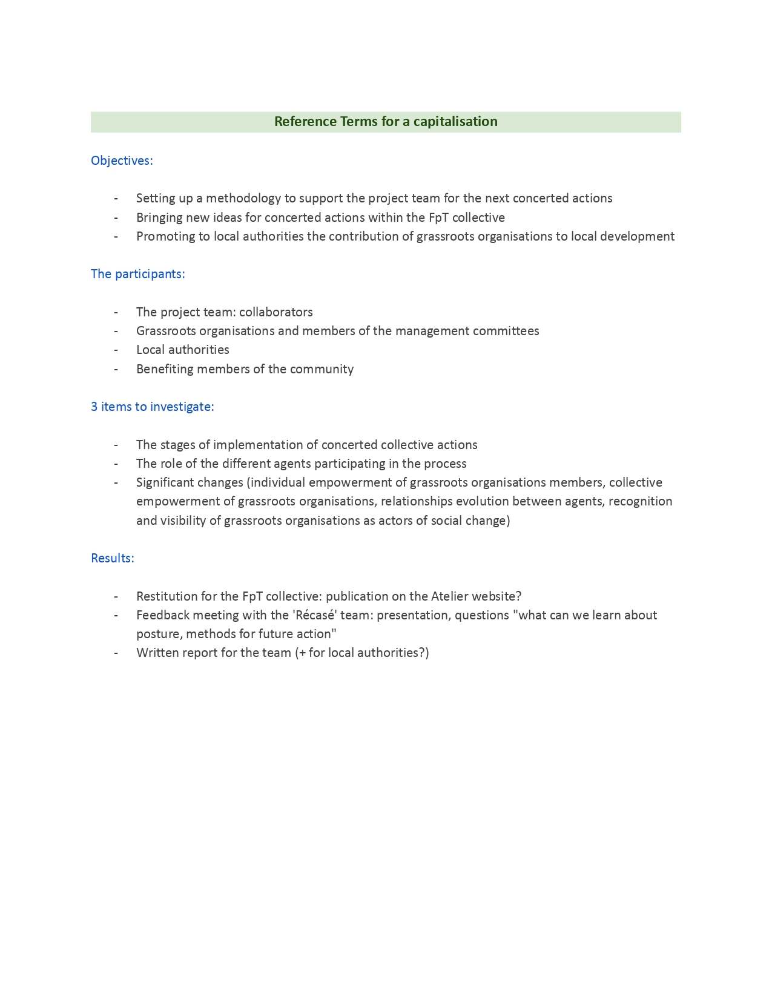 Reference Terms for a capitalisation
Objectives:
- Setting up a methodology to support the project team for the next concerted actions
- Bringing new ideas for concerted actions within the FpT collective
- Promoting to local authorities the contribution of grassroots organisations to local development
The participants:
- The project team: collaborators
- Grassroots organisations and members of the management committees
- Local authorities
- Benefiting members of the community
3 items to investigate:
- The stages of implementation of concerted collective actions
- The role of the different agents participating in the process
- Significant changes (individual empowerment of grassroots organisations members, collective
empowerment of grassroots organisations, relationships evolution between agents, recognition
and visibility of grassroots organisations as actors of social change)
Results:
- Restitution for the FpT collective: publication on the Atelier website?
- Feedback meeting with the 'Récasé' team: presentation, questions "what can we learn about
posture, methods for future action"
- Written report for the team (+ for local authorities?)